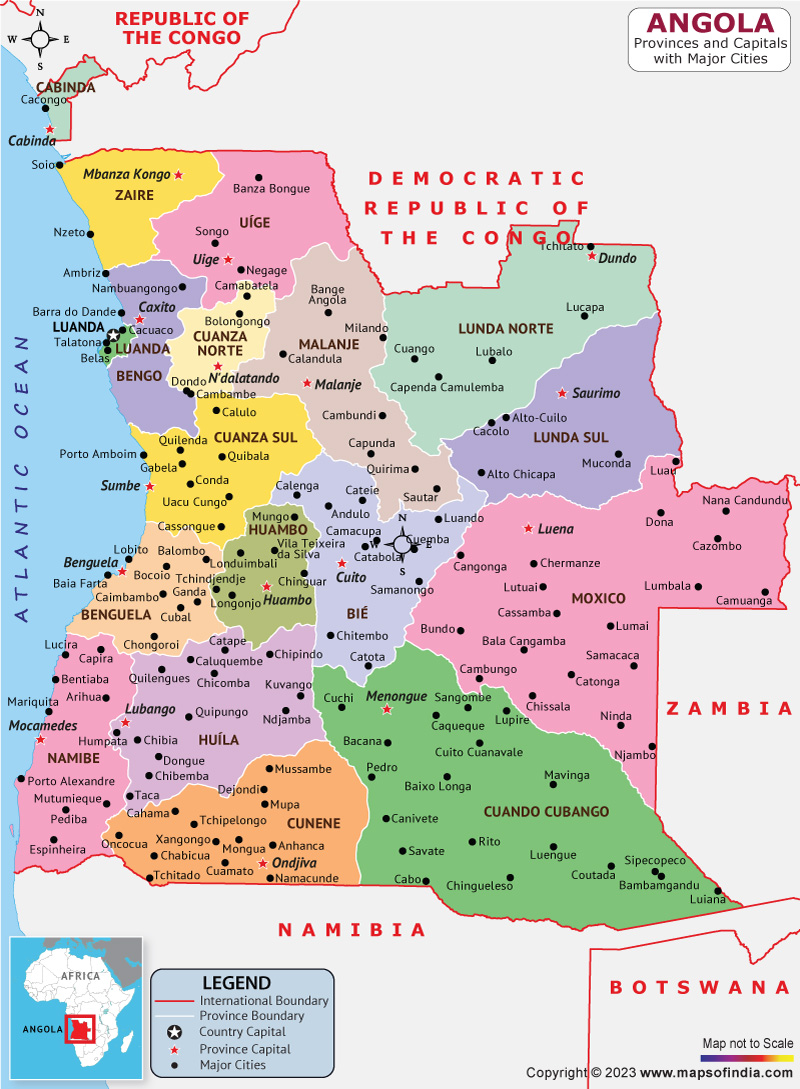 REPUBLIC OF
THE CONGO
ANGOLA
Provinces and Capitals
with Major Cities
N
W
E
S
CABINDA
Cacongo
Cabinda
Soio
Mbanza Kongo
ZAIRE
Banza Bongue
DEMOCRATIC
REPUBLIC OF
THE CONGO
UÍGE
Songo
Nzeto
Uige
Negage
Tchitato
Dundo
Ambriz
Nambuangongo
Camabatela
Bange
Angola
Caxito
Barra do Dande
Bolongongo
Lucapa
LUANDA
Cacuaco
Milando
LUNDA NORTE
Talatona
LUANDA
CUANZA
NORTE
MALANJE
Belas
Calandula
Cuango
Lubalo
BENGO
N'dalatando
Malanje
Capenda Camulemba
Dondo
Cambambe
Saurimo
Calulo
Cambundi
Alto-Cuilo
Cacolo
LUNDA SUL
Quilenda
CUANZA SUL
Porto Amboim
Quibala
Capunda
Gabela
Quirima
Muconda
Luau
Alto Chicapa
Sumbe
Conda
Calenga
Cateie
Sautar
Uacu Cungo
Andulo
Nana Candundu
Mungo
Luando
Dona
Cassongue
HUAMBO
Camacupa
N
W
E
S
Cuemba
Luena
Vila Teixeira
da Silva
Cazombo
Lobito
Balombo
Londuimbali
Catabola
Benguela
Cangonga
Chermanze
Bocoio
Tchindjendje
Chinguar
Cuito
Baia Farta
Samanongo
Lutuai
Lumbala
Caimbambo
Ganda
Longonjo
Huambo
MOXICO
Camuanga
BENGUELA
Cubal
BIÉ
Cassamba
Lumai
Chongoroi
Chitembo
Bundo
Lucira
Capira
Catape
Bala Cangamba
Caluquembe
Chipindo
Catota
Samacaca
Bentiaba
Quilengues
Chicomba
Cambungo
Catonga
Arihua
Kuvango
Cuchi
Menongue
Sangombe
Chissala
Mariquita
Lubango
Quipungo
Lupire
ZAMBIA
Mocamedes
Ndjamba
Caqueque
Ninda
Humpata
Chibia
HUÍLA
Bacana
Cuito Cuanavale
Njambo
NAMIBE
Dongue
Porto Alexandre
Chibemba
Mussambe
Pedro
Mavinga
Mutumieque
Taca
Dejondi
Baixo Longa
Pediba
Cahama
Mupa
CUANDO CUBANGO
Tchipelongo
CUNENE
Canivete
Oncocua
Xangongo
Espinheira
Mongua
Anhanca
Rito
Chabicua
Savate
Luengue
Cuamato
Ondjiva
Coutada
Sipecopeco
Tchitado
Namacunde
Cabo
Chingueleso
Bambamgandu
Luiana
ATLANTIC OCEAN
NAMIBIA
BOTSWANA
AFRICA
ANGOLA
LEGEND
International Boundary
Province Boundary
Country Capital
Province Capital
Major Cities
Map not to Scale
Copyright © 2023 www.mapsofindia.com